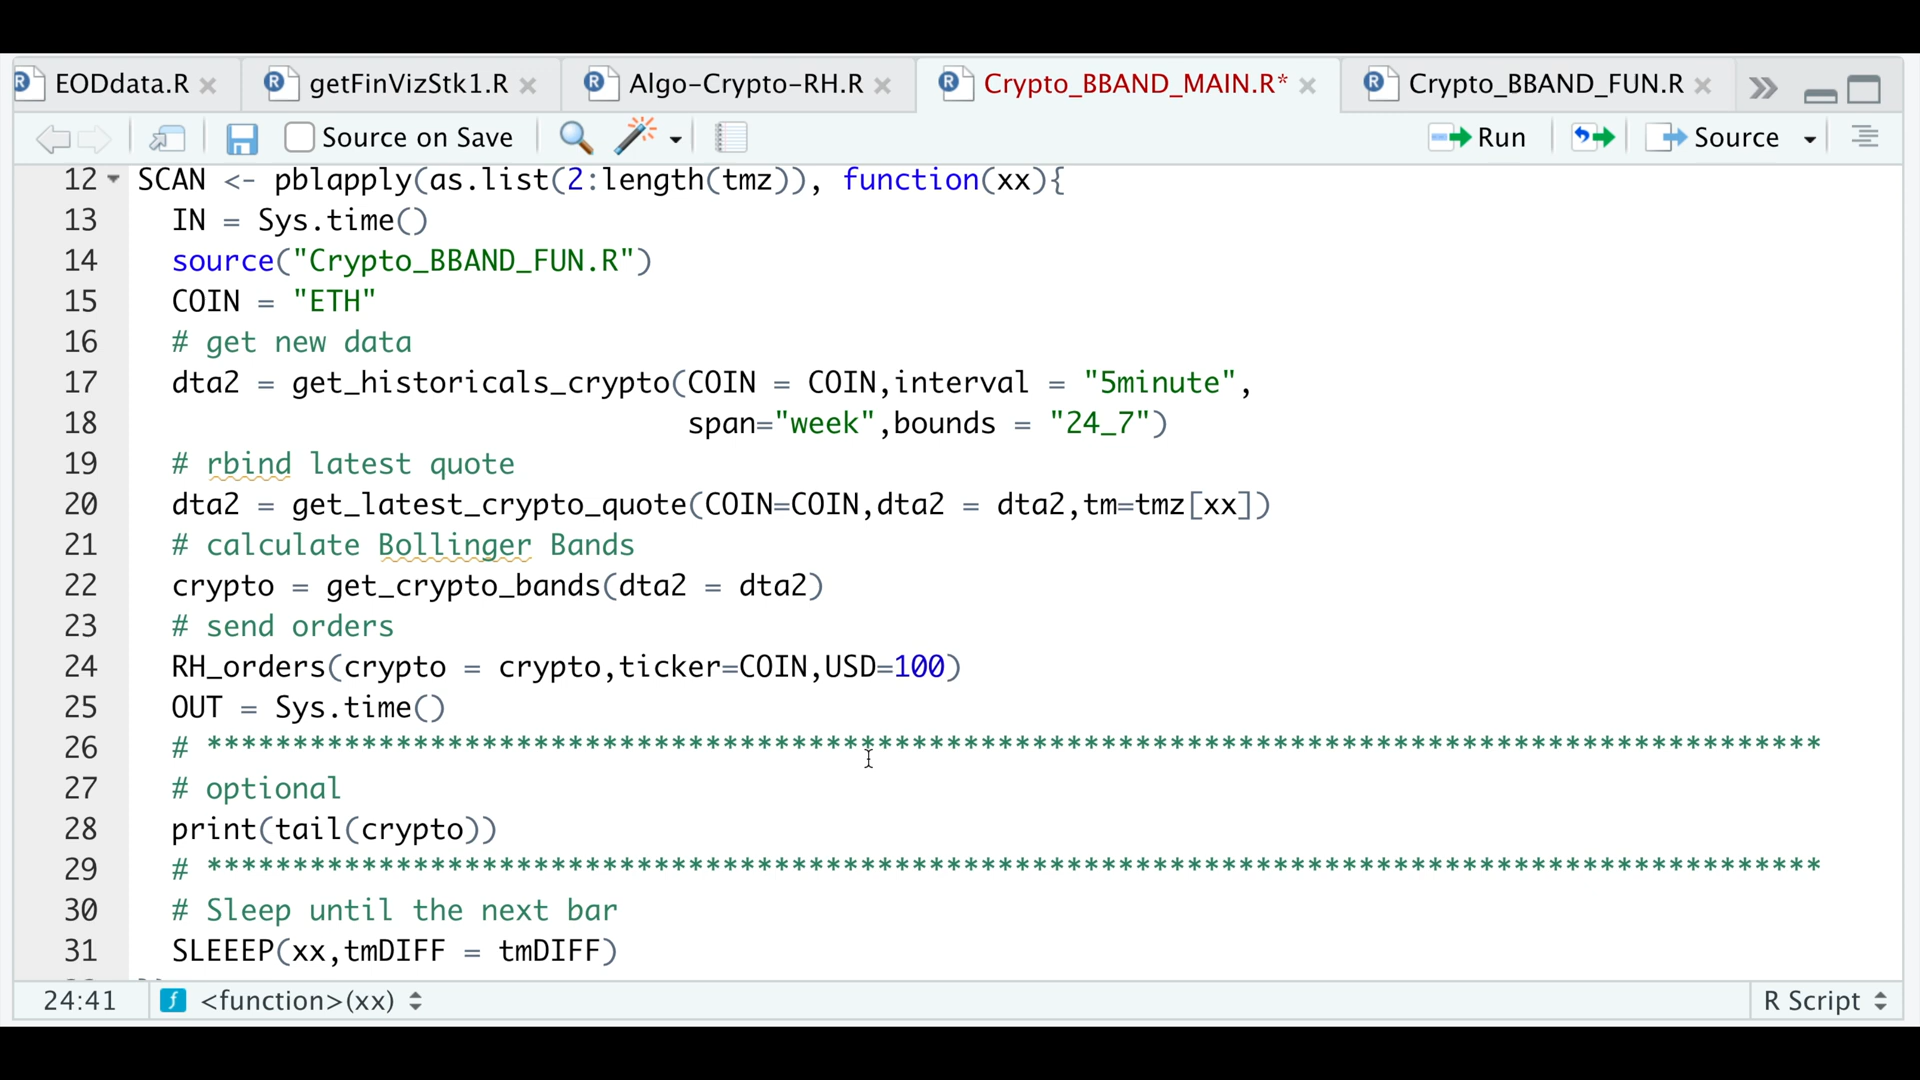 EODdata.R × getFinVizStk1.R × Algo-Crypto-RH.R × Crypto_BBAND_MAIN.R* × Crypto_BBAND_FUN.R ×
Source on Save Run Source
12 SCAN <- pblapply(as.list(2:length(tmz)), function(xx){
13 IN = Sys.time()
14 source("Crypto_BBAND_FUN.R")
15 COIN = "ETH"
16 # get new data
17 dta2 = get_historicals_crypto(COIN = COIN,interval = "5minute",
18 span="week",bounds = "24_7")
19 # rbind latest quote
20 dta2 = get_latest_crypto_quote(COIN=COIN,dta2 = dta2,tm=tmz[xx])
21 # calculate Bollinger Bands
22 crypto = get_crypto_bands(dta2 = dta2)
23 # send orders
24 RH_orders(crypto = crypto,ticker=COIN,USD=100)
25 OUT = Sys.time()
26 # **********************************************************************************************
27 # optional
28 print(tail(crypto))
29 # **********************************************************************************************
30 # Sleep until the next bar
31 SLEEEP(xx,tmDIFF = tmDIFF)
24:41 <function>(xx) R Script